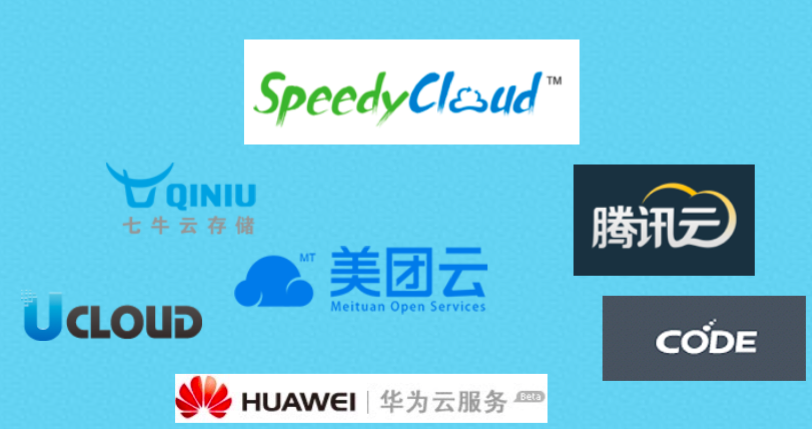 SpeedyCloud™
QINIU
七牛云存储
腾讯云
MT
美团云
Meituan Open Services
UCLOUD
CODE
HUAWEI | 华为云服务 Beta